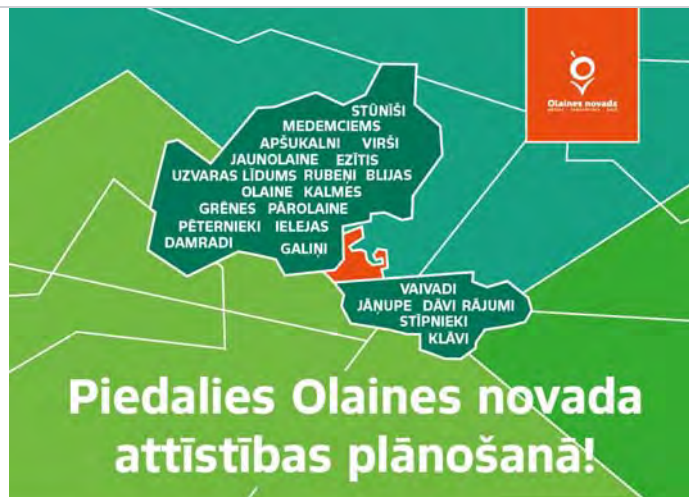 Olaines novads
STŪNĪŠI
MEDEMCIEMS
APŠUKALNI VIRŠI
JAUNOLAINE EZĪTIS
UZVARAS LĪDUMS RUBEŅI BLIJAS
OLAINE KALMES
GRĒNES PĀROLAINE
PĒTERNIEKI IELEJAS
DAMRADI GALIŅI
VAIVADI
JĀŅUPE DĀVI RĀJUMI
STĪPNIEKI
KLĀVI
Piedalies Olaines novada
attīstības plānošanā!